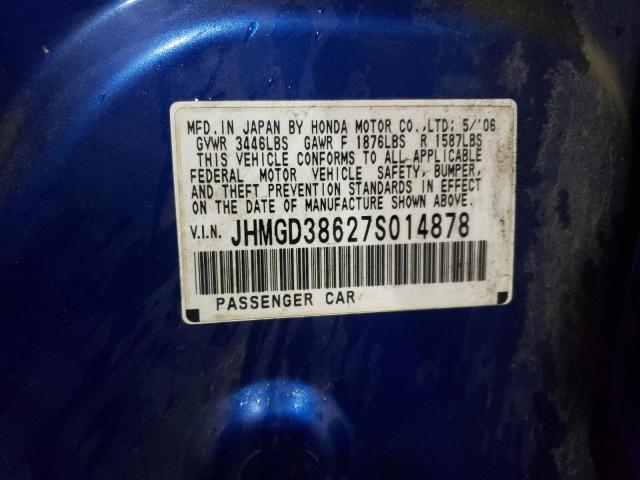 MFD.IN JAPAN BY HONDA MOTOR CO.,LTD; 5/'06
GVWR 3446LBS GAWR F 1876LBS R 1587LBS
THIS VEHICLE CONFORMS TO ALL APPLICABLE
FEDERAL MOTOR VEHICLE SAFETY, BUMPER,
AND THEFT PREVENTION STANDARDS IN EFFECT
ON THE DATE OF MANUFACTURE SHOWN ABOVE.
V.I.N. JHMGD38627S014878
PASSENGER CAR